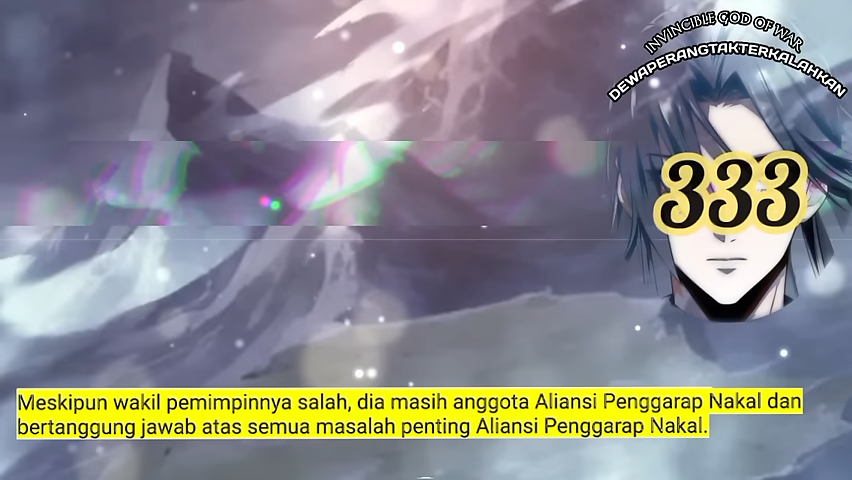 INVINCIBLE GOD OF WAR
DEWAPERANGTAKTERKALAHKAN
333
Meskipun wakil pemimpinnya salah, dia masih anggota Aliansi Penggarap Nakal dan
bertanggung jawab atas semua masalah penting Aliansi Penggarap Nakal.